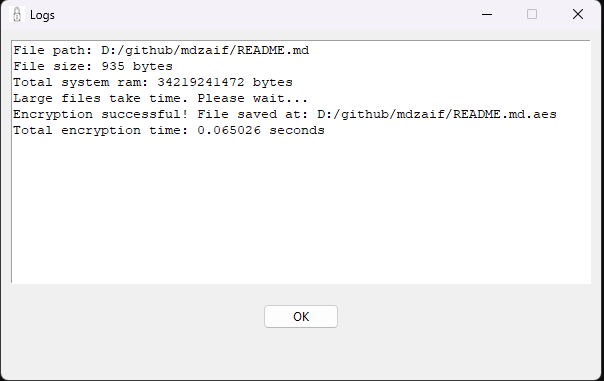 Logs
File path: D:/github/mdzaif/README.md
File size: 935 bytes
Total system ram: 34219241472 bytes
Large files take time. Please wait...
Encryption successful! File saved at: D:/github/mdzaif/README.md.aes
Total encryption time: 0.065026 seconds
OK